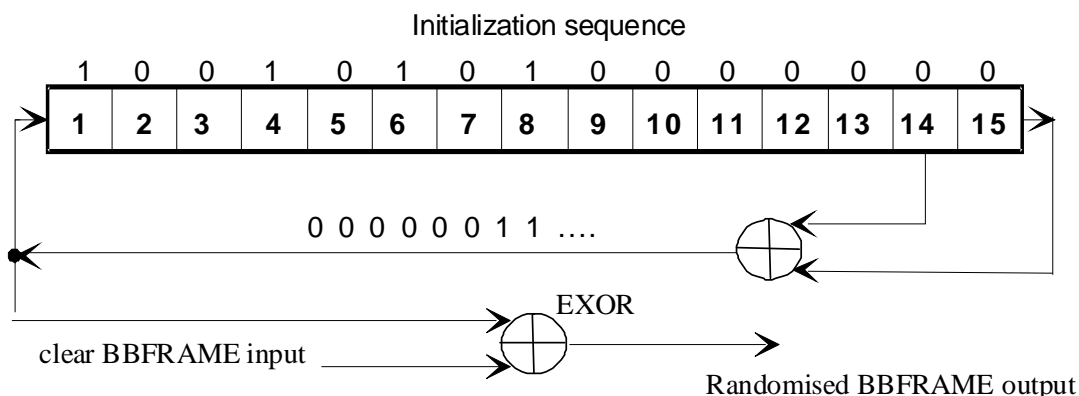 Initialization sequence
1 0 0 1 0 1 0 1 0 0 0 0 0 0 0
1 2 3 4 5 6 7 8 9 10 11 12 13 14 15
0 0 0 0 0 0 1 1 ....
EXOR
clear BBFRAME input
Randomised BBFRAME output